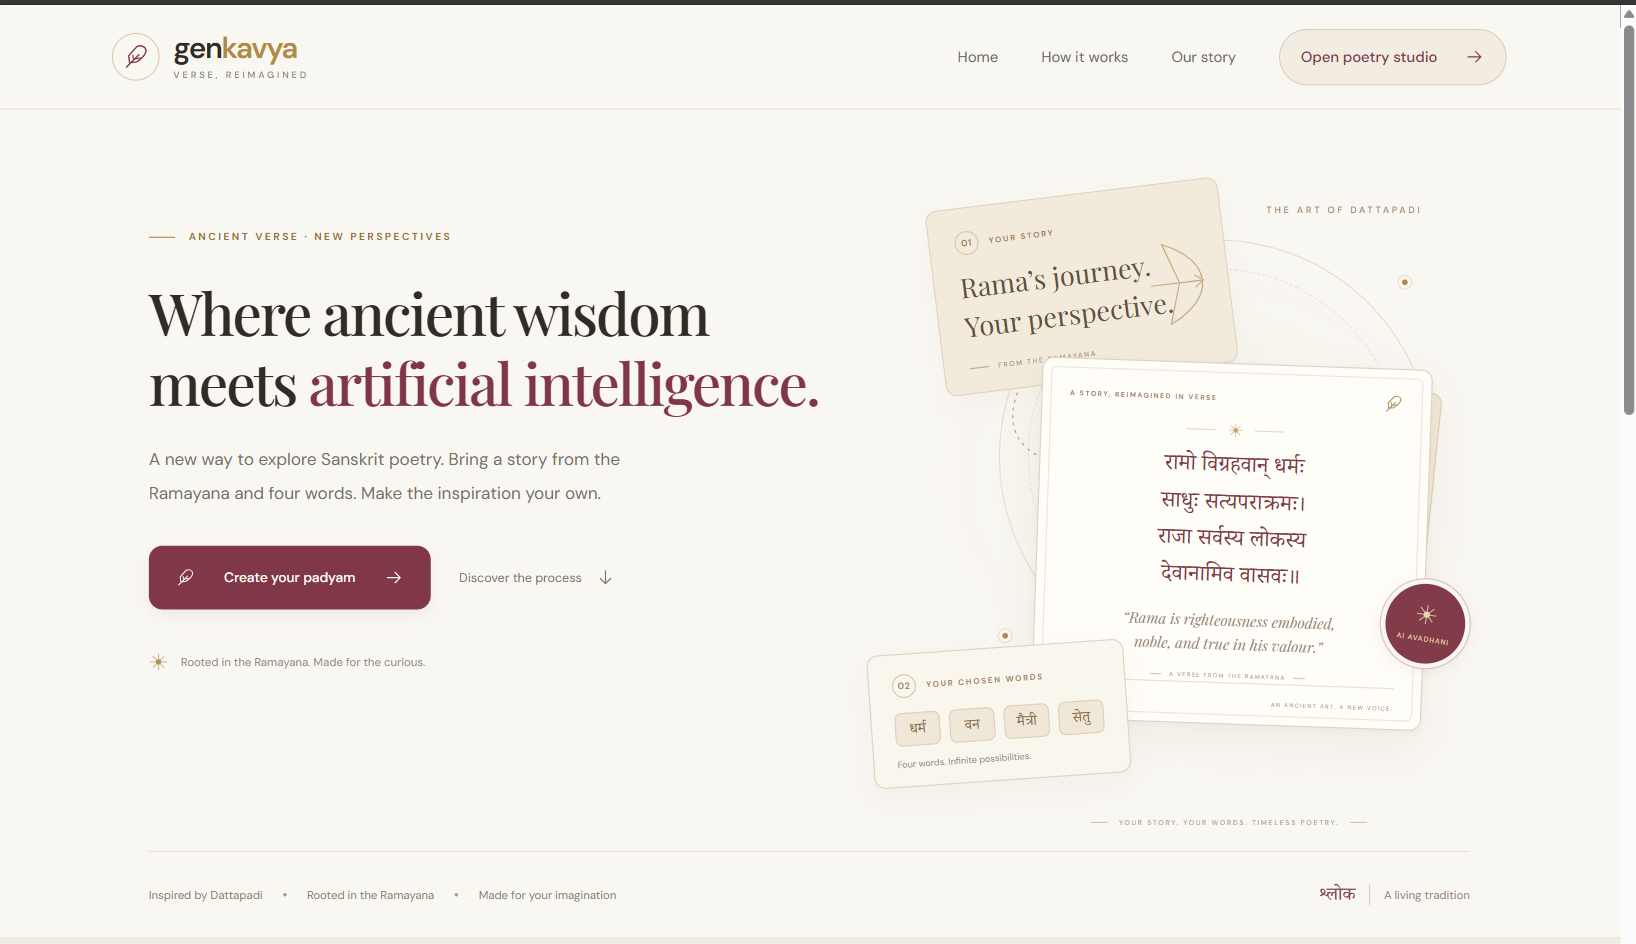 genkavya
VERSE, REIMAGINED
Home
How it works
Our story
Open poetry studio
ANCIENT VERSE · NEW PERSPECTIVES
Where ancient wisdom
meets artificial intelligence.
A new way to explore Sanskrit poetry. Bring a story from the
Ramayana and four words. Make the inspiration your own.
Create your padyam
Discover the process
Rooted in the Ramayana. Made for the curious.
THE ART OF DATTAPADI
01 YOUR STORY
Rama’s journey.
Your perspective.
FROM THE RAMAYANA
A STORY, REIMAGINED IN VERSE
रामो विग्रहवान् धर्मः
साधुः सत्यपराक्रमः।
राजा सर्वस्य लोकस्य
देवानामिव वासवः॥
“Rama is righteousness embodied,
noble, and true in his valour.”
A VERSE FROM THE RAMAYANA
AN ANCIENT ART. A NEW VOICE.
AI AVADHANI
02 YOUR CHOSEN WORDS
धर्म वन मैत्री सेतु
Four words. Infinite possibilities.
YOUR STORY. YOUR WORDS. TIMELESS POETRY.
Inspired by Dattapadi • Rooted in the Ramayana • Made for your imagination
श्लोक
A living tradition